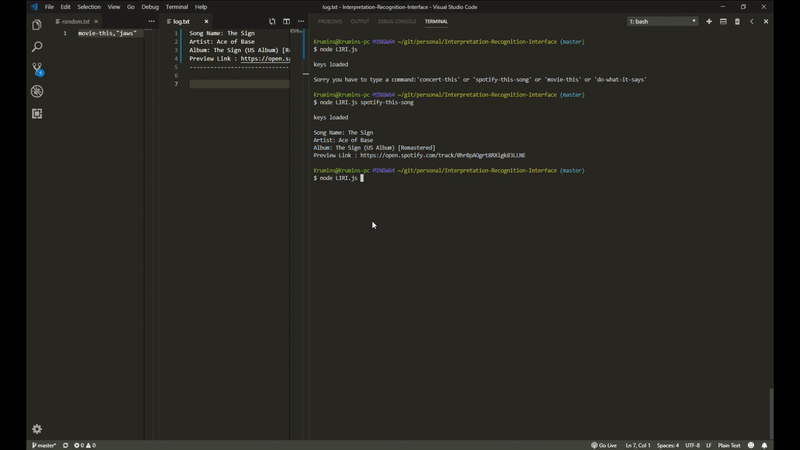 File Edit Selection View Go Debug Terminal Help
log.txt - Interpretation-Recognition-Interface - Visual Studio Code
random.txt ×
1 movie-this,"jaws"
log.txt ×
1 Song Name: The Sign
2 Artist: Ace of Base
3 Album: The Sign (US Album) [R
4 Preview Link : https://open.s
5 ------------------------------
6
7
PROBLEMS OUTPUT DEBUG CONSOLE TERMINAL
1: bash
Krumins@Krumins-pc MINGW64 ~/git/personal/Interpretation-Recognition-Interface (master)
$ node LIRI.js
keys loaded
Sorry you have to type a command:'concert-this' or 'spotify-this-song' or 'movie-this' or 'do-what-it-says'
Krumins@Krumins-pc MINGW64 ~/git/personal/Interpretation-Recognition-Interface (master)
$ node LIRI.js spotify-this-song
keys loaded
Song Name: The Sign
Artist: Ace of Base
Album: The Sign (US Album) [Remastered]
Preview Link : https://open.spotify.com/track/
Krumins@Krumins-pc MINGW64 ~/git/personal/Interpretation-Recognition-Interface (master)
$ node LIRI.js
master* 0 0
Go Live Ln 7, Col 1 Spaces: 4 UTF-8 LF Plain Text